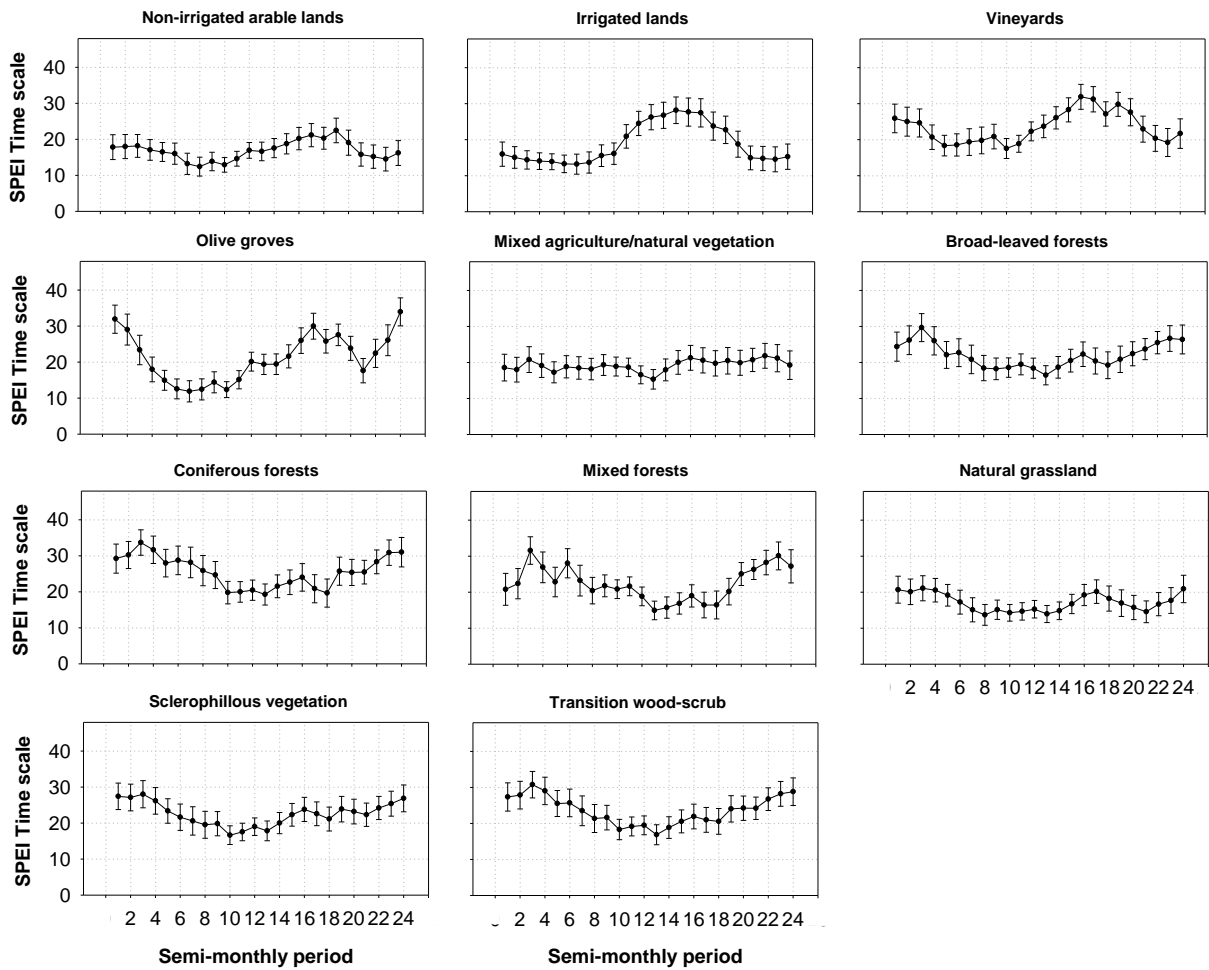 Non-irrigated arable lands
Irrigated lands
Vineyards
SPEI Time scale
40
30
20
10
0
Olive groves
Mixed agriculture/natural vegetation
Broad-leaved forests
SPEI Time scale
40
30
20
10
0
Coniferous forests
Mixed forests
Natural grassland
SPEI Time scale
40
30
20
10
0
2 4 6 8 10 12 14 16 18 20 22 24
Sclerophillous vegetation
Transition wood-scrub
SPEI Time scale
40
30
20
10
0
2 4 6 8 10 12 14 16 18 20 22 24
2 4 6 8 10 12 14 16 18 20 22 24
Semi-monthly period
Semi-monthly period